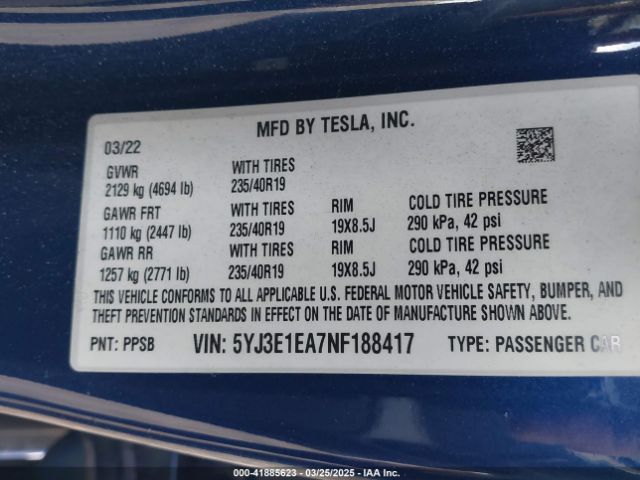 MFD BY TESLA, INC.
03/22
GVWR WITH TIRES
2129 kg (4694 lb) 235/40R19
GAWR FRT WITH TIRES RIM COLD TIRE PRESSURE
1110 kg (2447 lb) 235/40R19 19X8.5J 290 kPa, 42 psi
GAWR RR WITH TIRES RIM COLD TIRE PRESSURE
1257 kg (2771 lb) 235/40R19 19X8.5J 290 kPa, 42 psi
THIS VEHICLE CONFORMS TO ALL APPLICABLE U.S. FEDERAL MOTOR VEHICLE SAFETY, BUMPER, AND
THEFT PREVENTION STANDARDS IN EFFECT ON THE DATE OF MANUFACTURE SHOWN ABOVE.
PNT: PPSB VIN: 5YJ3E1EA7NF188417 TYPE: PASSENGER CAR
000-41885623 - 03/25/2025 - IAA Inc.